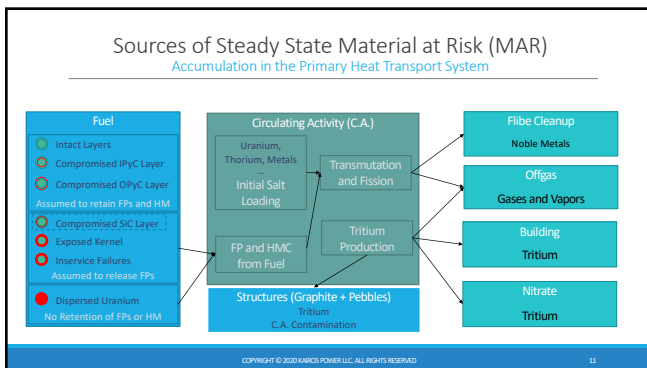 Sources of Steady State Material at Risk (MAR)
Accumulation in the Primary Heat Transport System
Fuel
Intact Layers
Compromised IPyC Layer
Compromised OPyC Layer
Assumed to retain FPs and HM
Compromised SiC Layer
Exposed Kernel
Inservice Failures
Assumed to release FPs
Dispersed Uranium
No Retention of FPs or HM
Circulating Activity (C.A.)
Uranium,
Thorium, Metals
...
Initial Salt
Loading
Transmutation
and Fission
FP and HMC
from Fuel
Tritium
Production
Structures (Graphite + Pebbles)
Tritium
C.A. Contamination
Flibe Cleanup
Noble Metals
Offgas
Gases and Vapors
Building
Tritium
Nitrate
Tritium
COPYRIGHT © 2020 KAIROS POWER LLC. ALL RIGHTS RESERVED
11